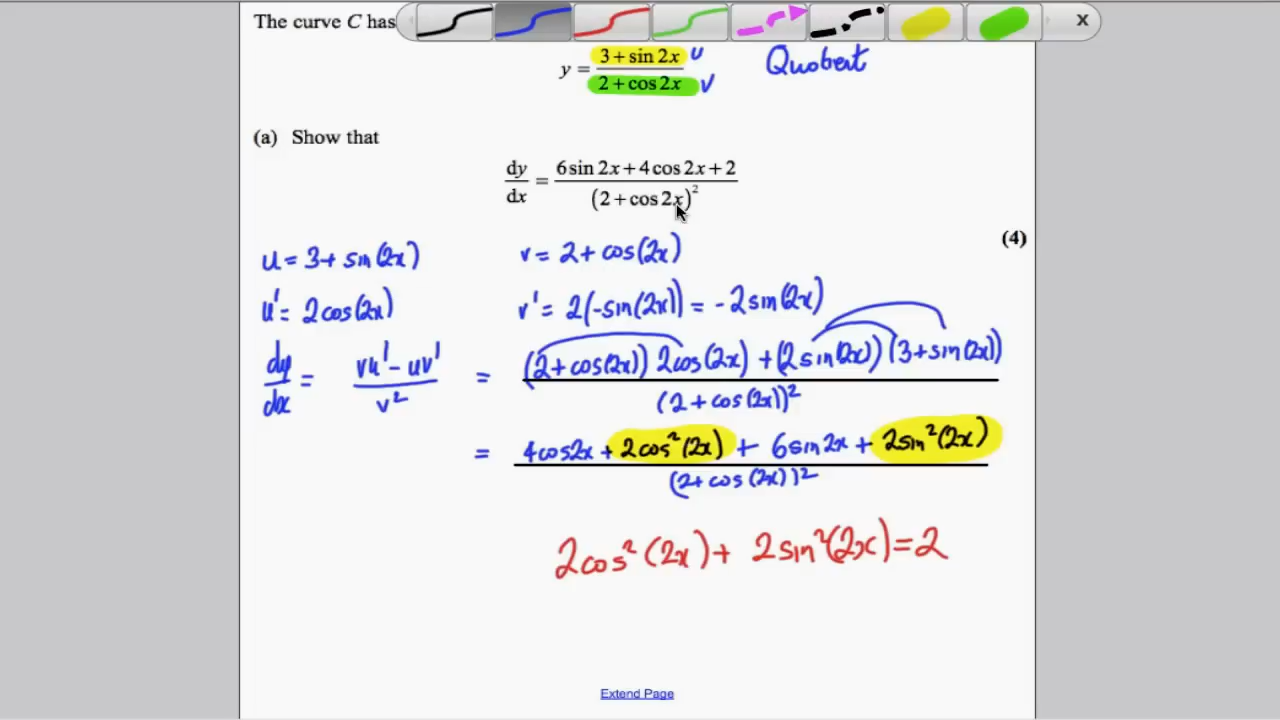 The curve C has
y = (3 + sin 2x)/(2 + cos 2x) u v Quobert
(a) Show that
dy/dx = (6 sin 2x + 4 cos 2x + 2)/(2 + cos 2x)²
(4)
u = 3 + sin(2x) v = 2 + cos(2x)
u' = 2cos(2x) v' = 2(-sin(2x)) = -2sin(2x)
dy/dx = (vu' - uv')/v² = ((2+cos(2x)) 2cos(2x) + (2sin(2x)) (3+sin(2x)))/(2+cos(2x))²
= (4cos2x + 2cos²(2x) + 6sin2x + 2sin²(2x))/(2+cos(2x))²
2cos²(2x) + 2sin²(2x) = 2
Extend Page